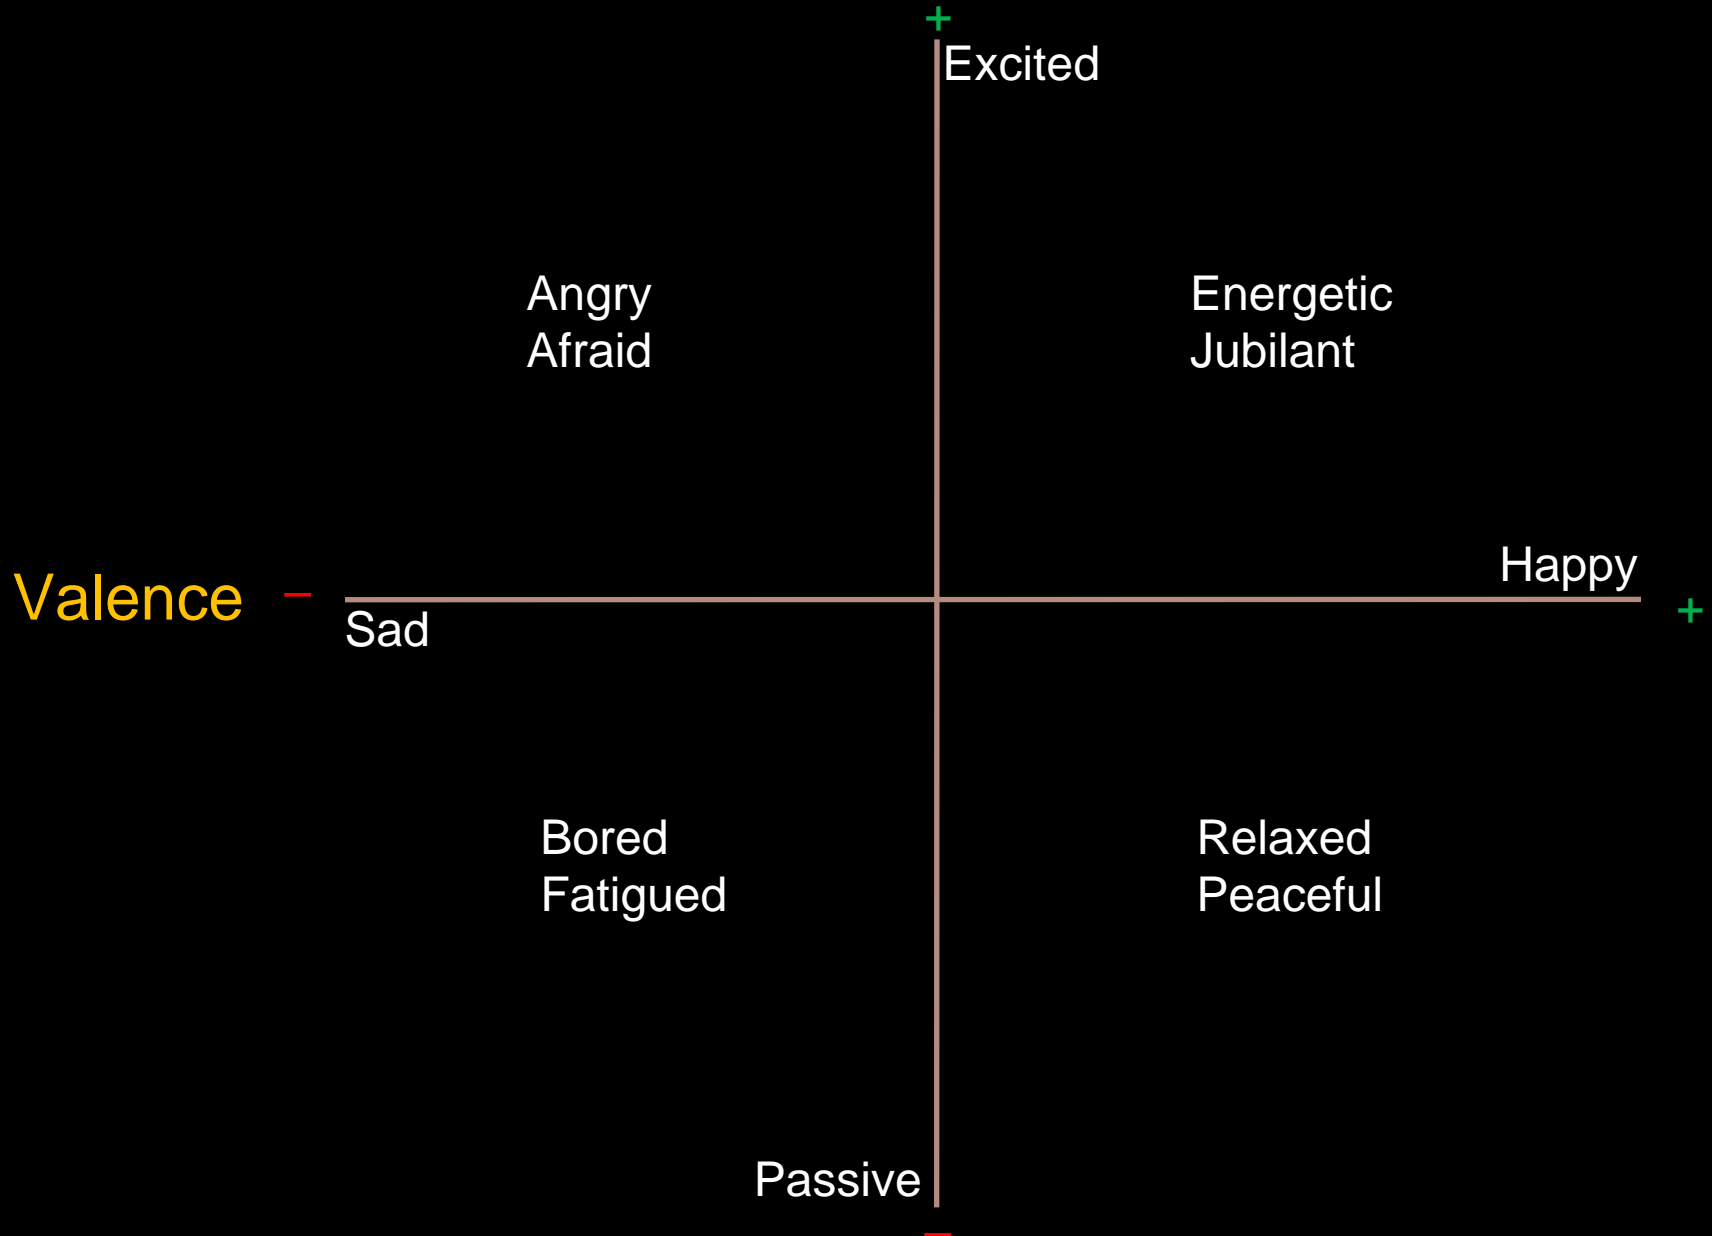 +
Excited
Angry
Afraid
Energetic
Jubilant
Happy
Valence –
+
Sad
Bored
Fatigued
Relaxed
Peaceful
Passive
–